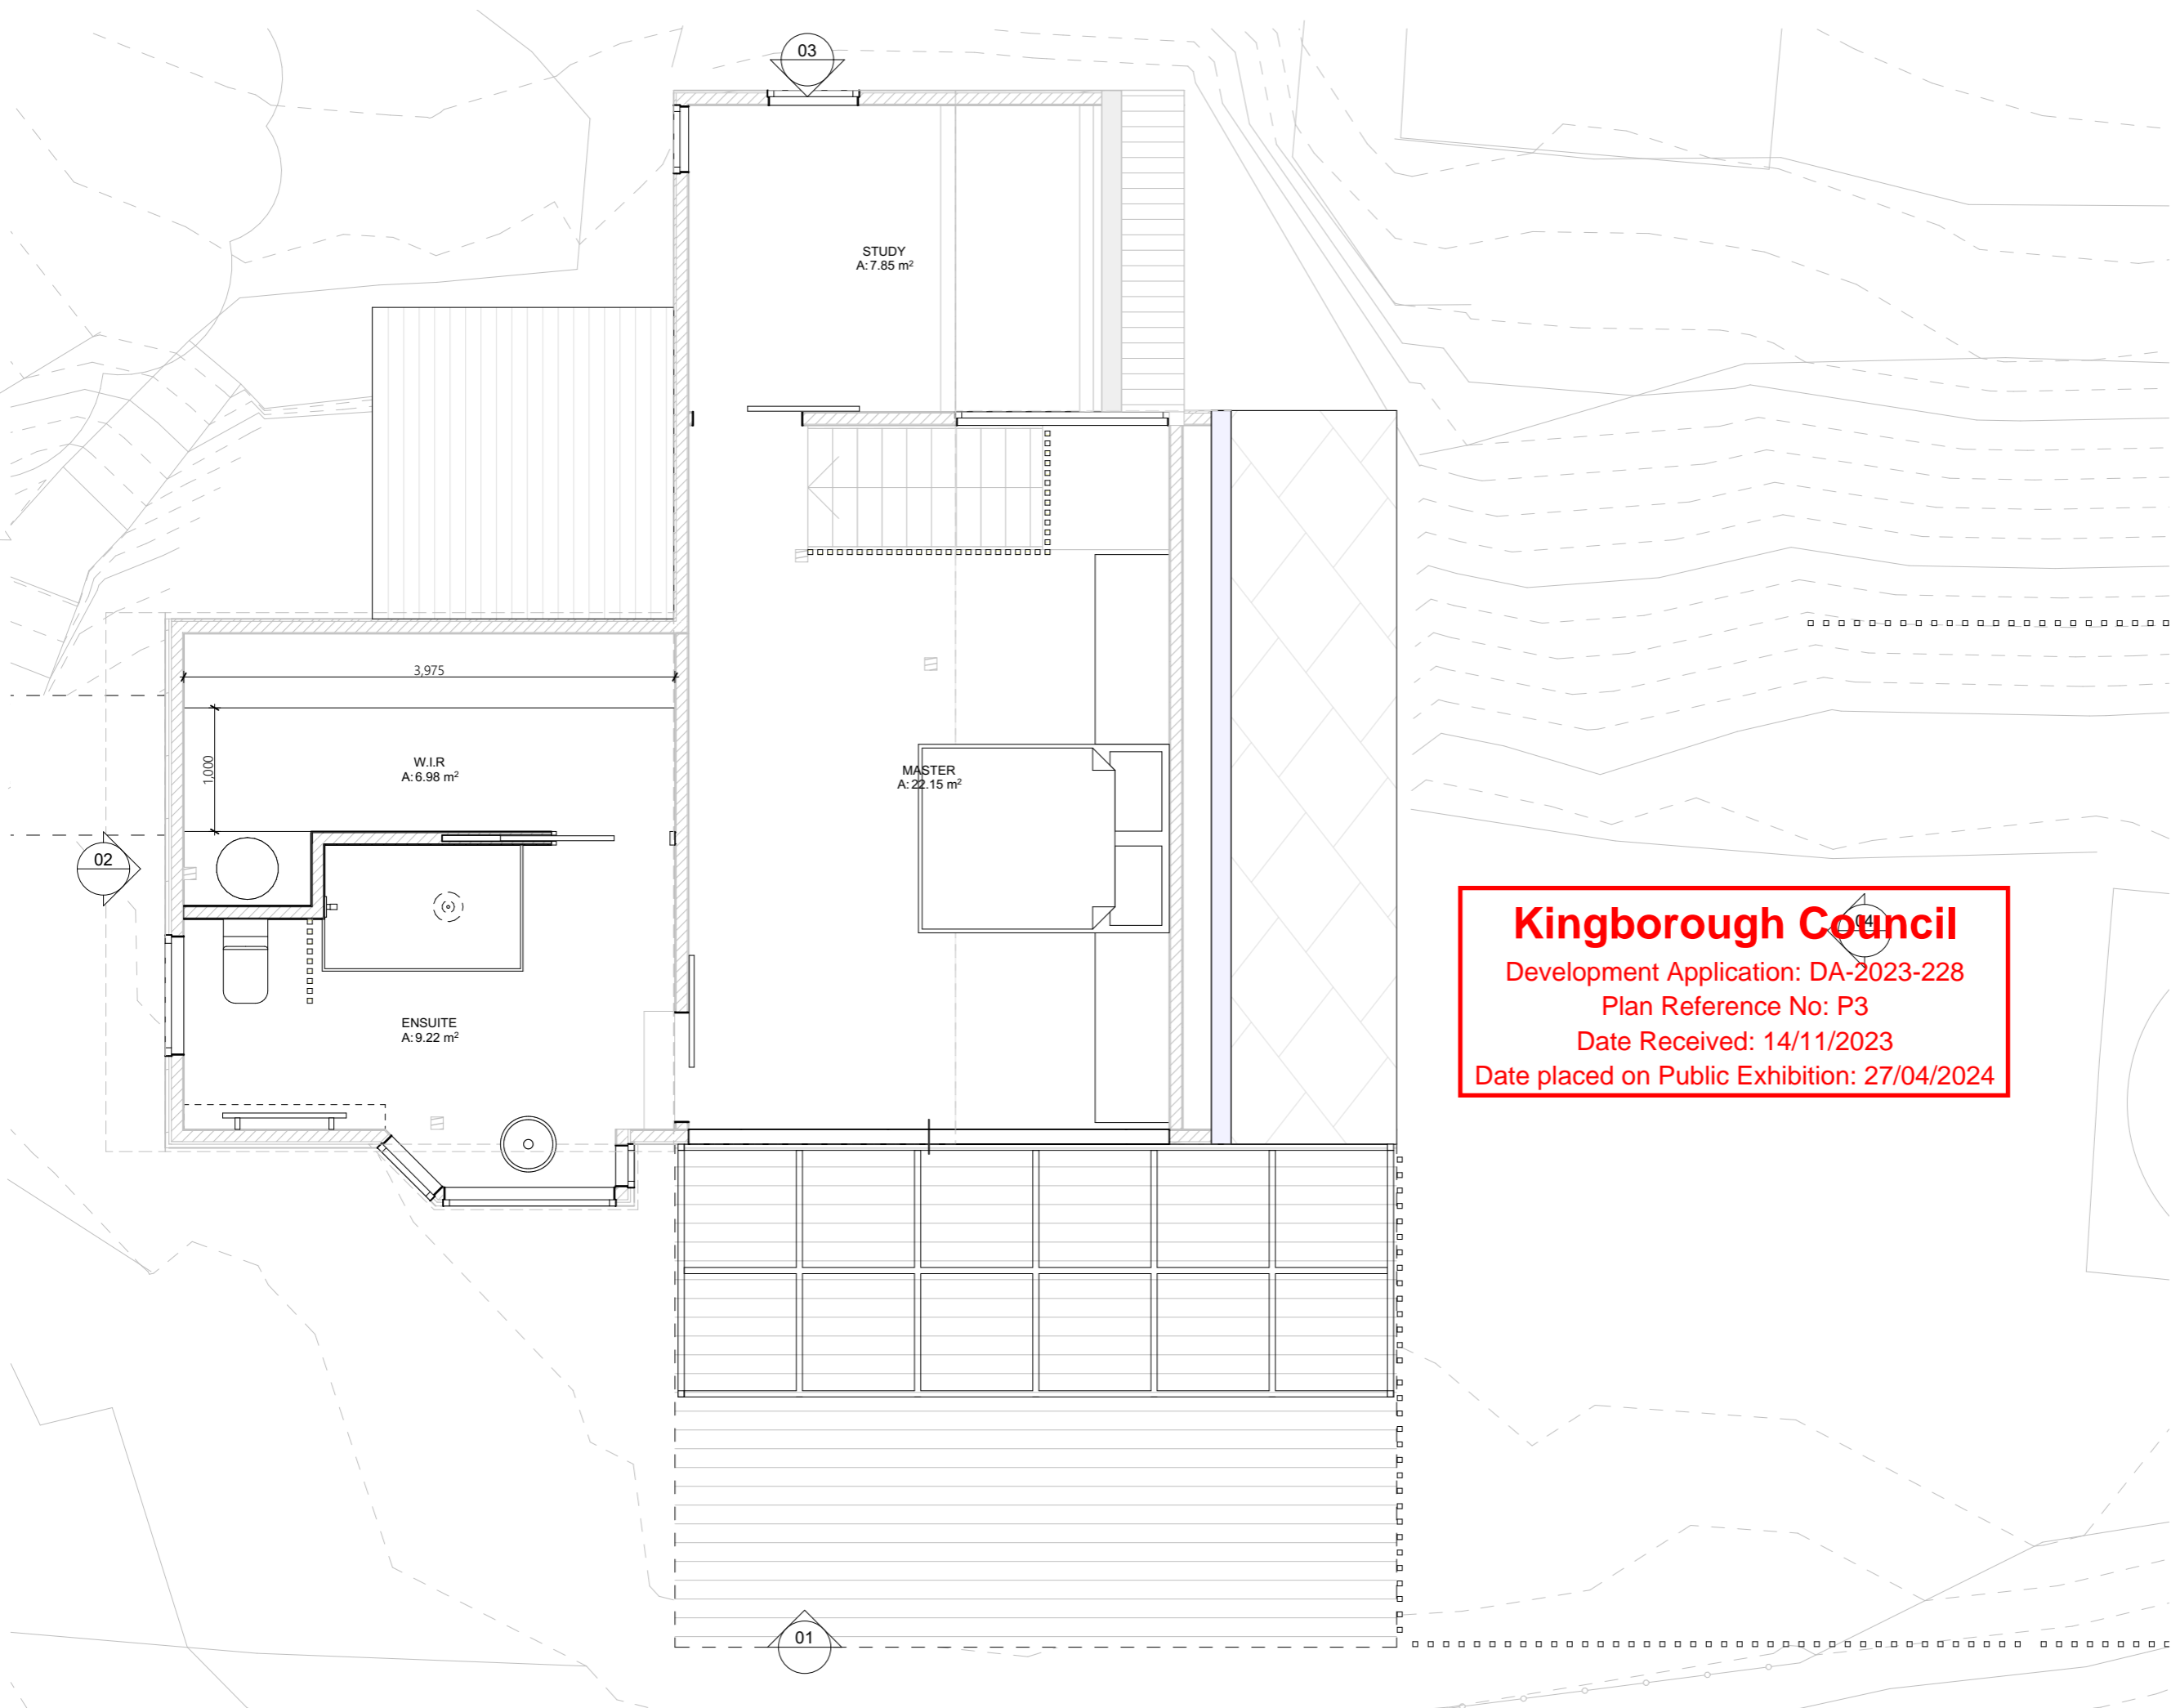 03
STUDY
A: 7.85 m²
3,975
1,000
W.I.R
A: 6.98 m²
MASTER
A: 22.15 m²
02
04
Kingborough Council
Development Application: DA-2023-228
Plan Reference No: P3
Date Received: 14/11/2023
Date placed on Public Exhibition: 27/04/2024
ENSUITE
A: 9.22 m²
01